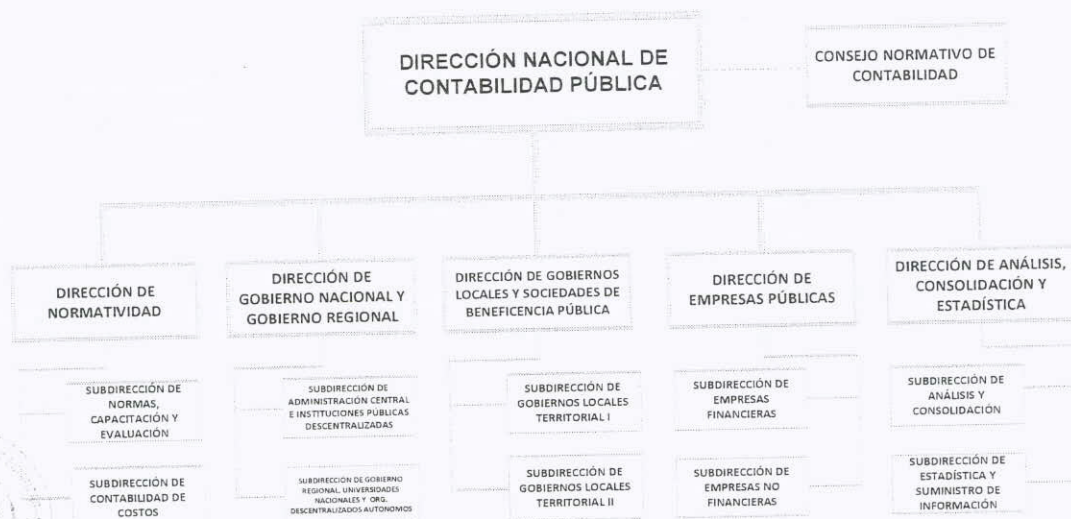 DIRECCIÓN NACIONAL DE
CONTABILIDAD PÚBLICA
CONSEJO NORMATIVO DE
CONTABILIDAD
DIRECCIÓN DE
NORMATIVIDAD
DIRECCIÓN DE
GOBIERNO NACIONAL Y
GOBIERNO REGIONAL
DIRECCIÓN DE GOBIERNOS
LOCALES Y SOCIEDADES DE
BENEFICENCIA PÚBLICA
DIRECCIÓN DE
EMPRESAS PÚBLICAS
DIRECCIÓN DE ANÁLISIS,
CONSOLIDACIÓN Y
ESTADÍSTICA
SUBDIRECCIÓN DE
NORMAS,
CAPACITACIÓN Y
EVALUACIÓN
SUBDIRECCIÓN DE
ADMINISTRACIÓN CENTRAL
E INSTITUCIONES PÚBLICAS
DESCENTRALIZADAS
SUBDIRECCIÓN DE
GOBIERNOS LOCALES
TERRITORIAL I
SUBDIRECCIÓN DE
EMPRESAS
FINANCIERAS
SUBDIRECCIÓN DE
ANÁLISIS Y
CONSOLIDACIÓN
SUBDIRECCIÓN DE
CONTABILIDAD DE
COSTOS
SUBDIRECCIÓN DE GOBIERNO
REGIONAL, UNIVERSIDADES
NACIONALES Y ORG.
DESCENTRALIZADOS AUTONOMOS
SUBDIRECCIÓN DE
GOBIERNOS LOCALES
TERRITORIAL II
SUBDIRECCIÓN DE
EMPRESAS NO
FINANCIERAS
SUBDIRECCIÓN DE
ESTADÍSTICA Y
SUMINISTRO DE
INFORMACIÓN